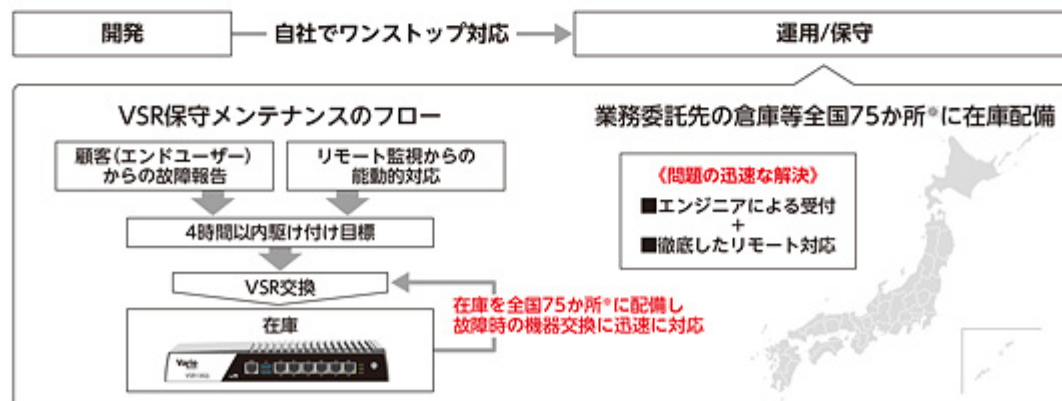 開発
自社でワンストップ対応
運用/保守
VSR保守メンテナンスのフロー
業務委託先の倉庫等全国75か所※に在庫配備
顧客(エンドユーザー)
からの故障報告
リモート監視からの
能動的対応
4時間以内駆け付け目標
VSR交換
在庫
Vario
在庫を全国75か所※に配備し
故障時の機器交換に迅速に対応
《問題の迅速な解決》
■エンジニアによる受付
+
■徹底したリモート対応